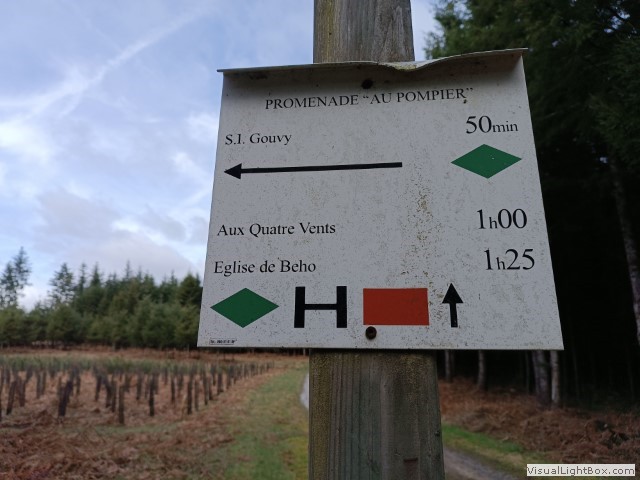 PROMENADE "AU POMPIER"
S.I. Gouvy 50min
Aux Quatre Vents 1h00
Eglise de Beho 1h25
H
VisualLightBox.com